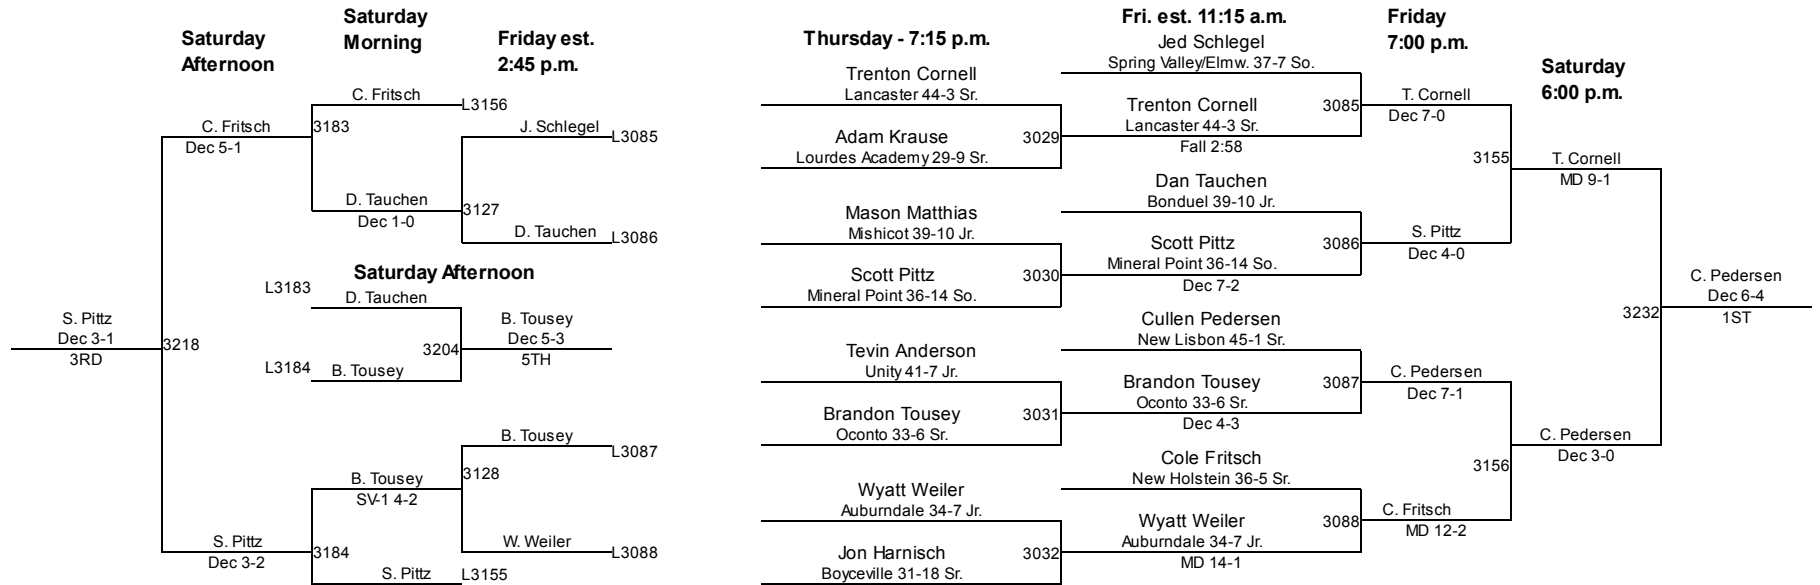 Saturday
Afternoon
Saturday
Morning
Friday est.
2:45 p.m.
C. Fritsch
L3156
C. Fritsch
3183
Dec 5-1
J. Schlegel
L3085
D. Tauchen
3127
Dec 1-0
D. Tauchen
L3086
Saturday Afternoon
L3183
D. Tauchen
S. Pittz
Dec 3-1
3RD
3218
3204
B. Tousey
Dec 5-3
5TH
L3184
B. Tousey
B. Tousey
L3087
B. Tousey
3128
SV-1 4-2
S. Pittz
3184
Dec 3-2
W. Weiler
L3088
S. Pittz
L3155
Thursday - 7:15 p.m.
Trenton Cornell
Lancaster 44-3 Sr.
Adam Krause
3029
Lourdes Academy 29-9 Sr.
Mason Matthias
Mishicot 39-10 Jr.
Scott Pittz
3030
Mineral Point 36-14 So.
Tevin Anderson
Unity 41-7 Jr.
Brandon Tousey
3031
Oconto 33-6 Sr.
Wyatt Weiler
Auburndale 34-7 Jr.
Jon Harnisch
3032
Boyceville 31-18 Sr.
Fri. est. 11:15 a.m.
Jed Schlegel
Spring Valley/Elmw. 37-7 So.
Trenton Cornell
3085
Lancaster 44-3 Sr.
Fall 2:58
Dan Tauchen
Bonduel 39-10 Jr.
Scott Pittz
3086
Mineral Point 36-14 So.
Dec 7-2
Cullen Pedersen
New Lisbon 45-1 Sr.
Brandon Tousey
3087
Oconto 33-6 Sr.
Dec 4-3
Cole Fritsch
New Holstein 36-5 Sr.
Wyatt Weiler
3088
Auburndale 34-7 Jr.
MD 14-1
Friday
7:00 p.m.
T. Cornell
Dec 7-0
3155
S. Pittz
Dec 4-0
C. Pedersen
Dec 7-1
3156
C. Fritsch
MD 12-2
Saturday
6:00 p.m.
T. Cornell
MD 9-1
3232
C. Pedersen
Dec 3-0
C. Pedersen
Dec 6-4
1ST